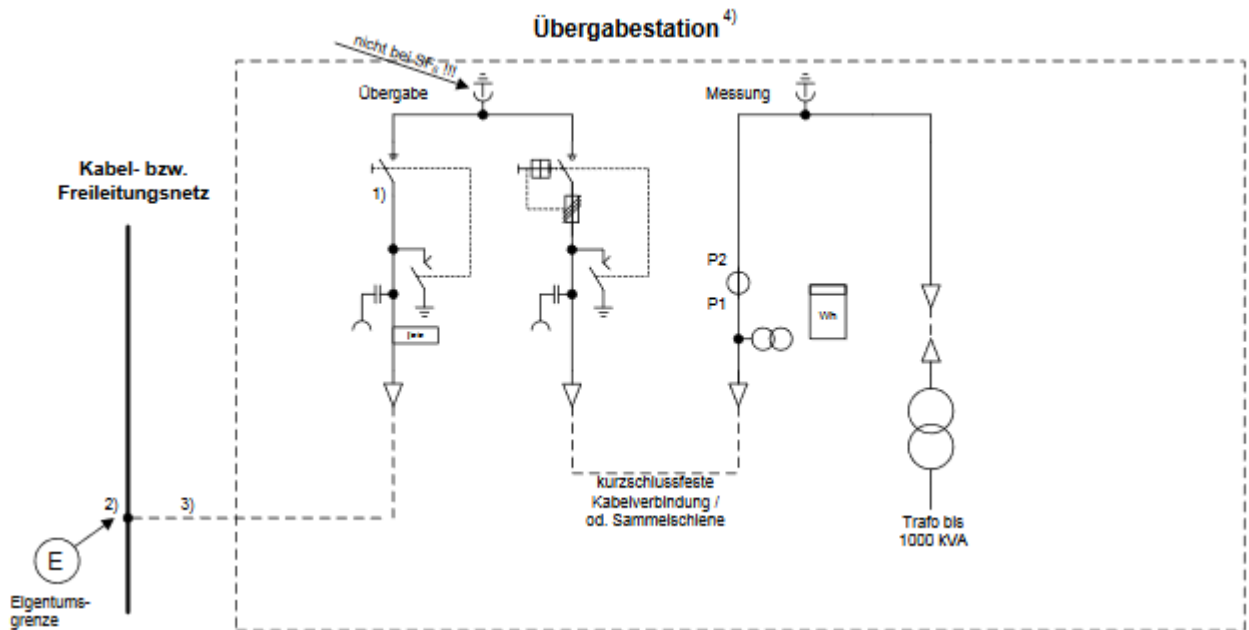 Übergabestation 4)
nicht bei SF6 !!!
Übergabe
Messung
Kabel- bzw.
Freileitungsnetz
1)
P2
P1
Wh
2)
3)
kurzschlussfeste
Kabelverbindung /
od. Sammelschiene
Trafo bis
1000 kVA
E
Eigentums-
grenze